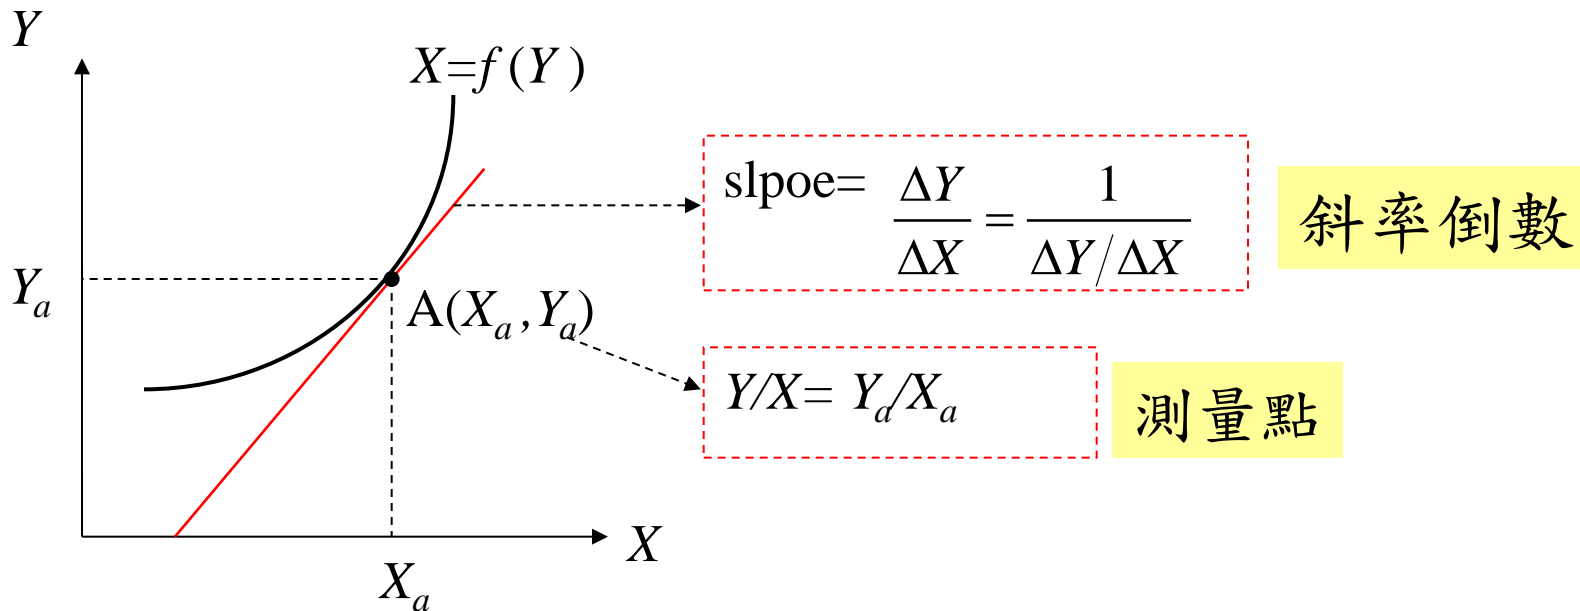 Y
X=f(Y)
slpoe= ΔY/ΔX = 1/(ΔY/ΔX)
斜率倒數
Yₐ
A(Xₐ,Yₐ)
Y/X= Yₐ/Xₐ
測量點
X
Xₐ